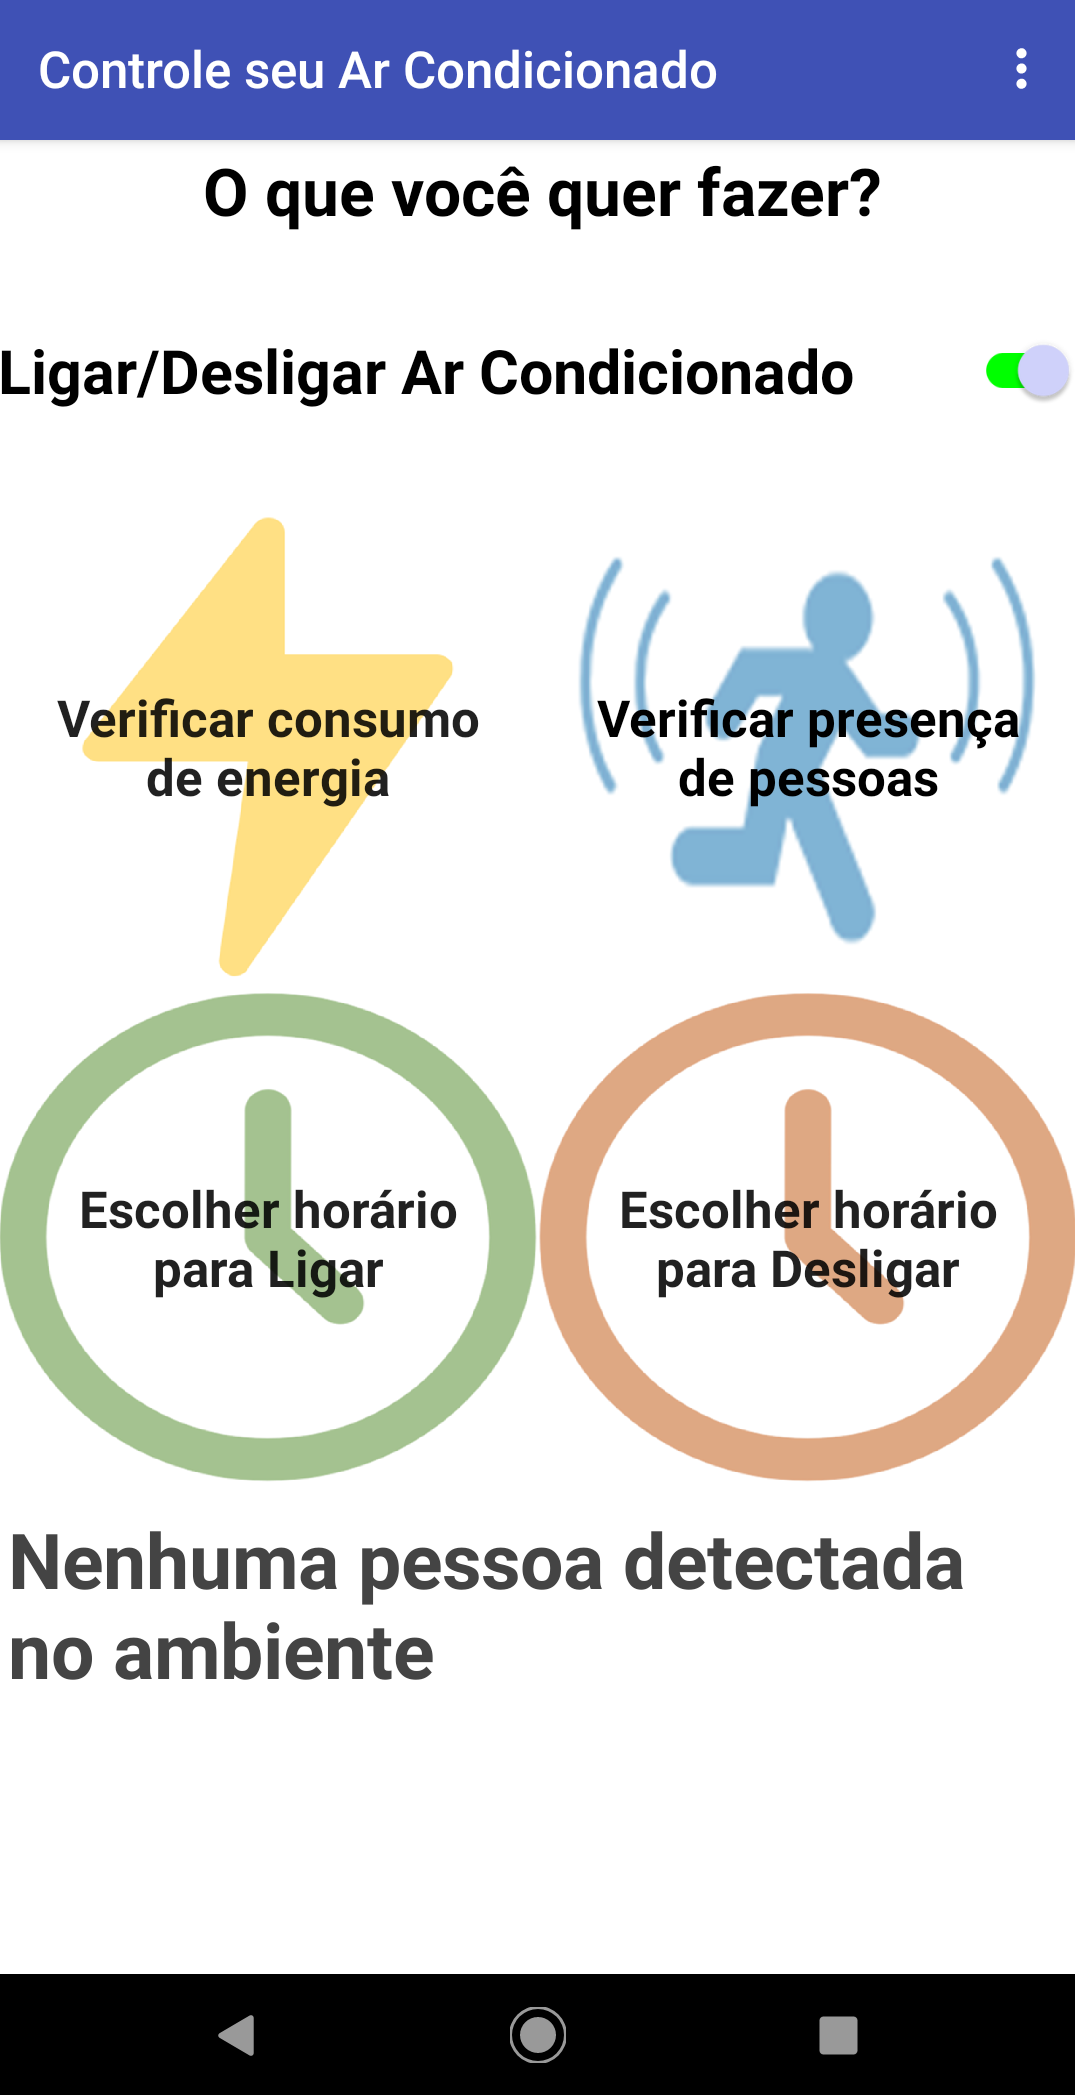 Controle seu Ar Condicionado
O que você quer fazer?
Ligar/Desligar Ar Condicionado
Verificar consumo
de energia
Verificar presença
de pessoas
Escolher horário
para Ligar
Escolher horário
para Desligar
Nenhuma pessoa detectada
no ambiente